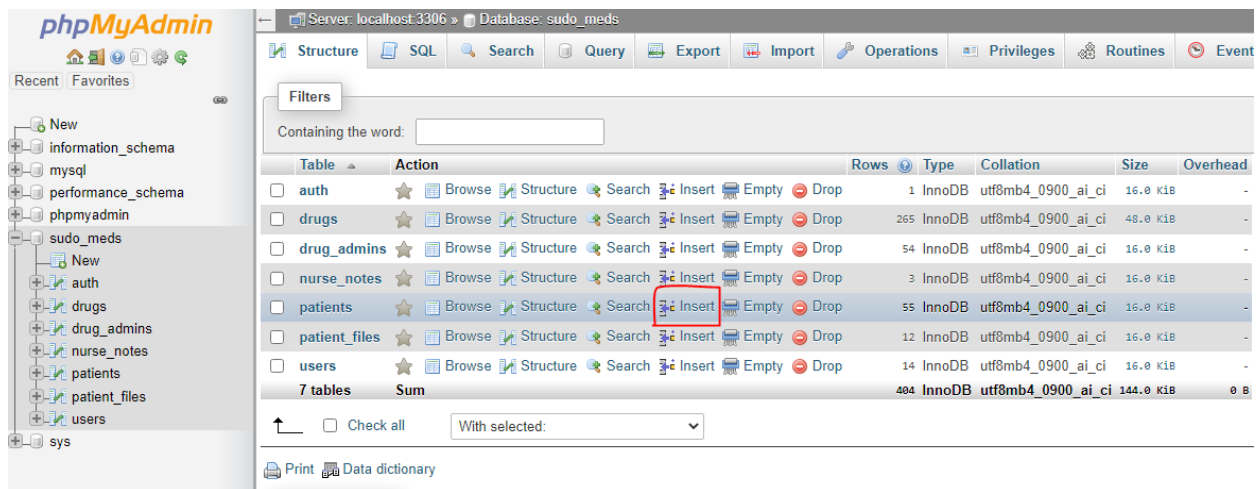 phpMyAdmin
Recent Favorites
New
information_schema
mysql
performance_schema
phpmyadmin
sudo_meds
New
auth
drugs
drug_admins
nurse_notes
patients
patient_files
users
sys
Server: localhost:3306 » Database: sudo_meds
Structure SQL Search Query Export Import Operations Privileges Routines Event
Filters
Containing the word:
Table Action Rows Type Collation Size Overhead
auth Browse Structure Search Insert Empty Drop 1 InnoDB utf8mb4_0900_ai_ci 16.0 KiB -
drugs Browse Structure Search Insert Empty Drop 265 InnoDB utf8mb4_0900_ai_ci 48.0 KiB -
drug_admins Browse Structure Search Insert Empty Drop 54 InnoDB utf8mb4_0900_ai_ci 16.0 KiB -
nurse_notes Browse Structure Search Insert Empty Drop 3 InnoDB utf8mb4_0900_ai_ci 16.0 KiB -
patients Browse Structure Search Insert Empty Drop 55 InnoDB utf8mb4_0900_ai_ci 16.0 KiB -
patient_files Browse Structure Search Insert Empty Drop 12 InnoDB utf8mb4_0900_ai_ci 16.0 KiB -
users Browse Structure Search Insert Empty Drop 14 InnoDB utf8mb4_0900_ai_ci 16.0 KiB -
7 tables Sum 404 InnoDB utf8mb4_0900_ai_ci 144.0 KiB 0 B
Check all With selected:
Print Data dictionary